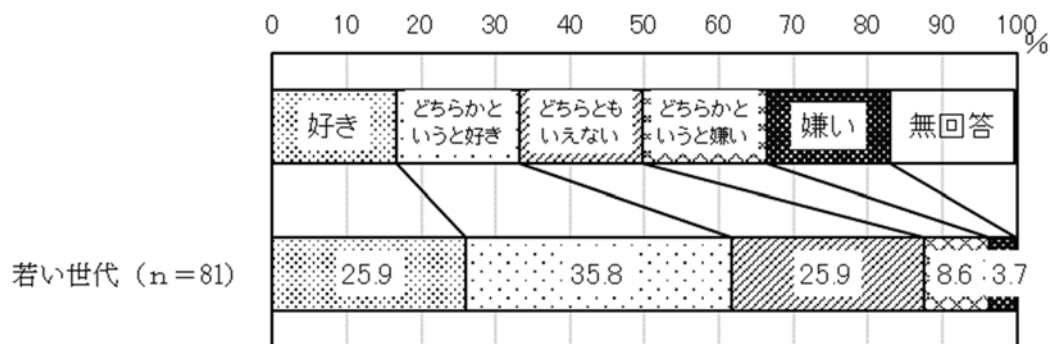 0 10 20 30 40 50 60 70 80 90 100
%
好き
どちらかと
いうと好き
どちらとも
いえない
どちらかと
いうと嫌い
嫌い
無回答
若い世代（ｎ＝81）
25.9
35.8
25.9
8.6
3.7